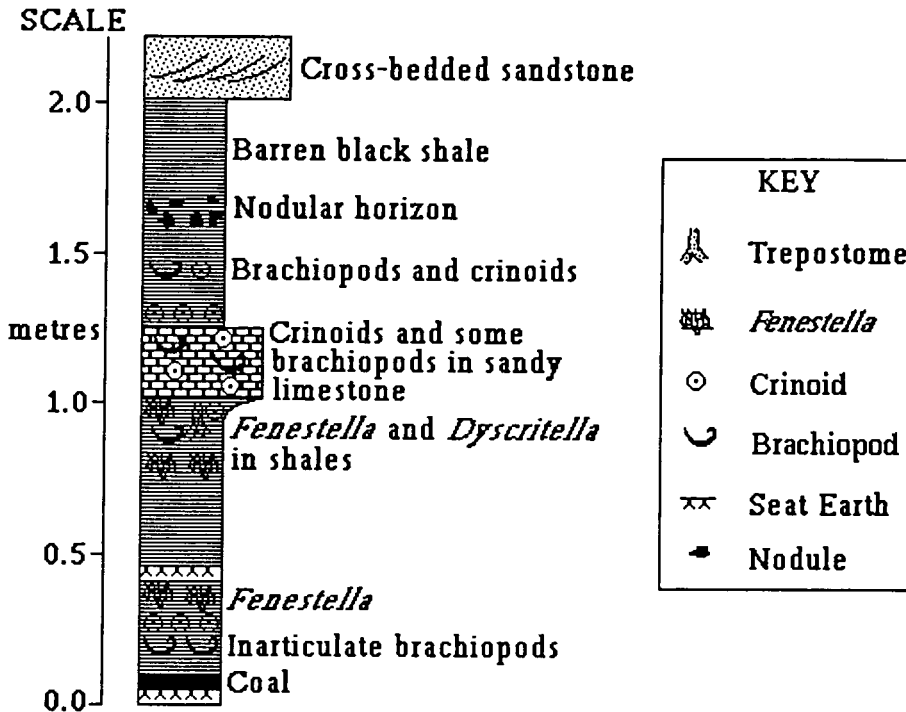 SCALE
Cross-bedded sandstone
2.0
Barren black shale
Nodular horizon
1.5
Brachiopods and crinoids
metres
Crinoids and some
brachiopods in sandy
limestone
1.0
Fenestella and Dyscritella
in shales
0.5
Fenestella
Inarticulate brachiopods
Coal
0.0
KEY
Trepostome
Fenestella
Crinoid
Brachiopod
Seat Earth
Nodule